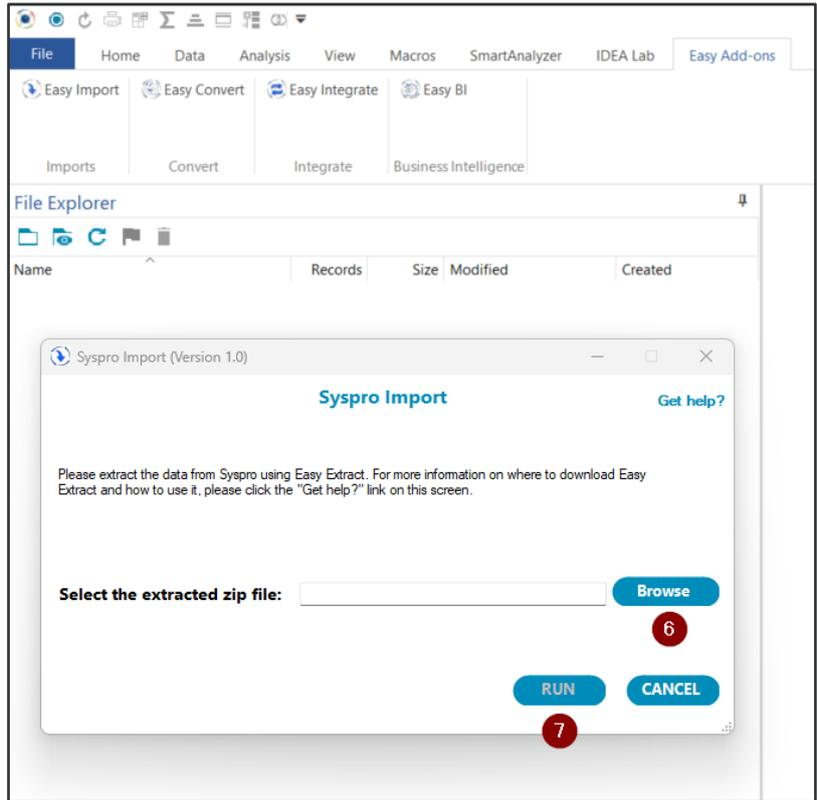 File Home Data Analysis View Macros SmartAnalyzer IDEA Lab Easy Add-ons
Easy Import Easy Convert Easy Integrate Easy BI
Imports Convert Integrate Business Intelligence
File Explorer
Name Records Size Modified Created
Syspro Import (Version 1.0)
Syspro Import
Get help?
Please extract the data from Syspro using Easy Extract. For more information on where to download Easy
Extract and how to use it, please click the "Get help?" link on this screen.
Select the extracted zip file: Browse
6
RUN CANCEL
7